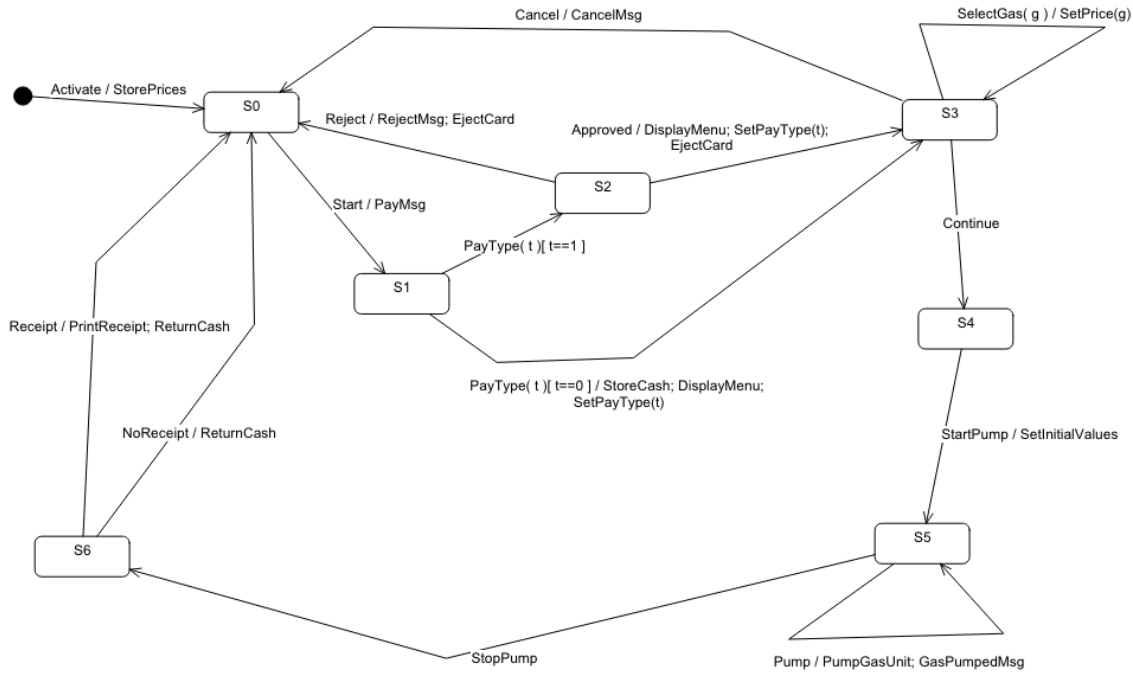 Cancel / CancelMsg
SelectGas( g ) / SetPrice(g)
Activate / StorePrices
S0
S3
Reject / RejectMsg; EjectCard
Approved / DisplayMenu; SetPayType(t);
EjectCard
S2
Start / PayMsg
Continue
PayType( t )[ t==1 ]
S1
S4
Receipt / PrintReceipt; ReturnCash
PayType( t )[ t==0 ] / StoreCash; DisplayMenu;
SetPayType(t)
NoReceipt / ReturnCash
StartPump / SetInitialValues
S6
S5
StopPump
Pump / PumpGasUnit; GasPumpedMsg